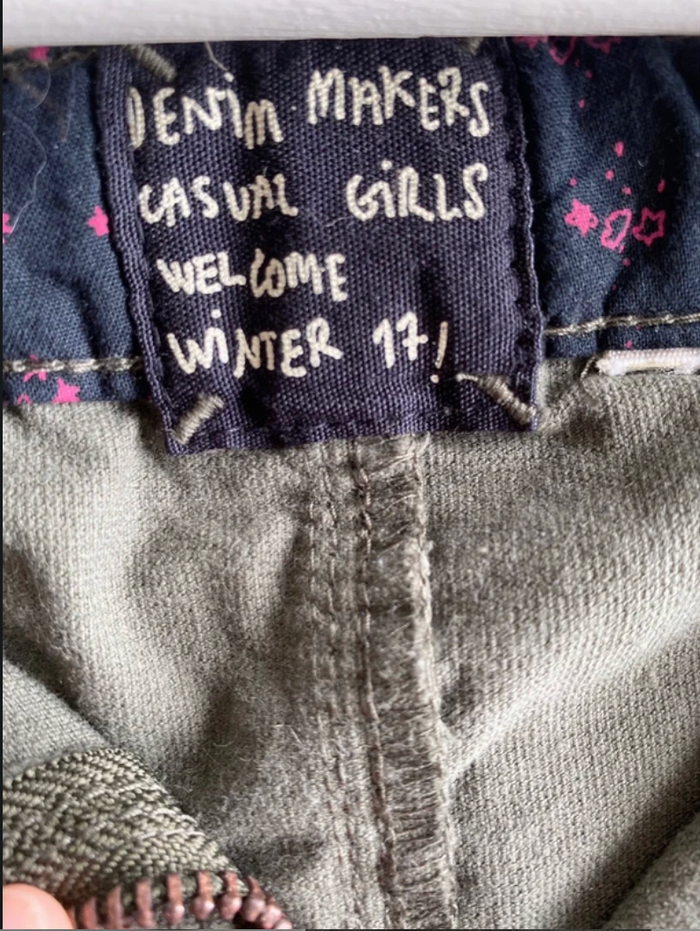 DENiM MAKERS
CASUAL GiRLS
WELCOME
WiNTER 17!